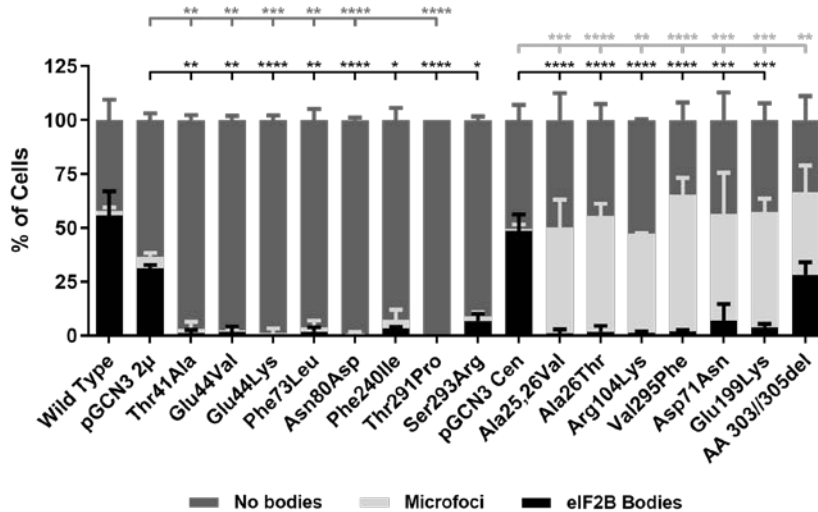 ** ** *** ** **** ****
*** **** ** **** *** *** **
** ** **** ** **** * **** * **** **** **** **** *** ***
125
100
75
50
25
0
% of Cells
Wild Type
pGCN3 2µ
Thr41Ala
Glu44Val
Glu44Lys
Phe73Leu
Asn80Asp
Phe240Ile
Thr291Pro
Ser293Arg
pGCN3 Cen
Ala25,26Val
Ala26Thr
Arg104Lys
Val295Phe
Asp71Asn
Glu199Lys
AA 303//305del
No bodies Microfoci eIF2B Bodies